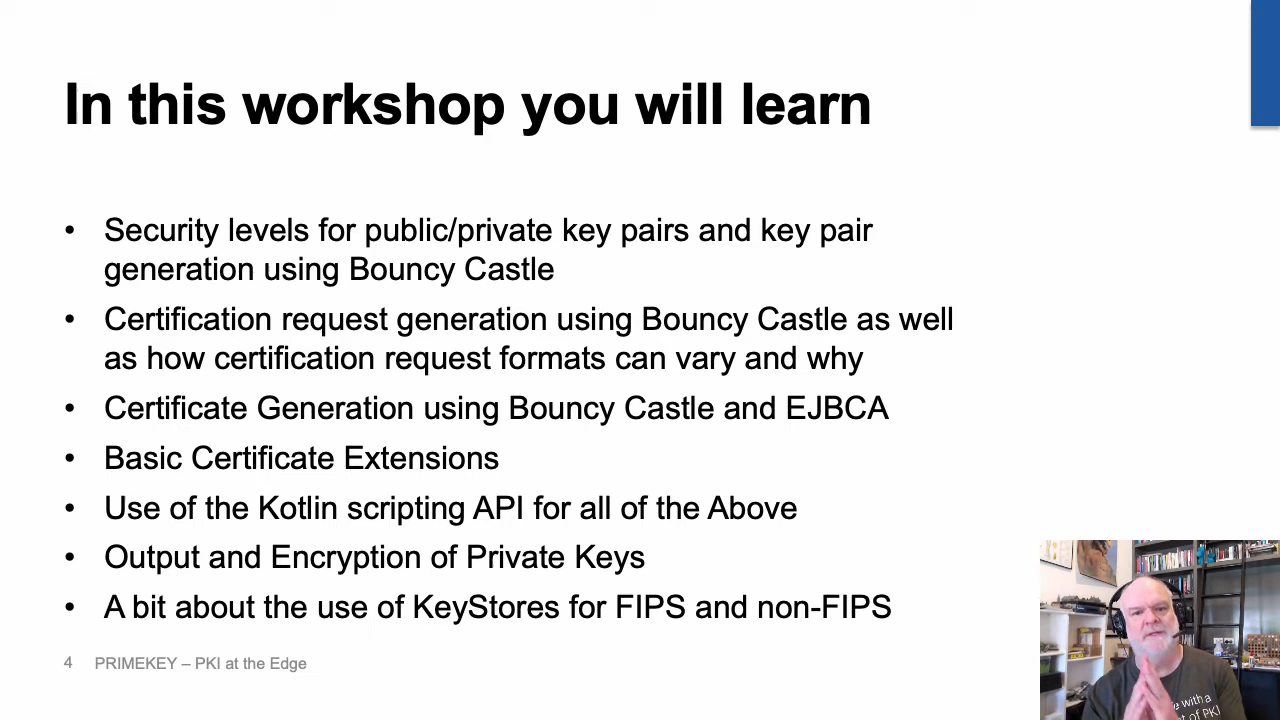 In this workshop you will learn
• Security levels for public/private key pairs and key pair
generation using Bouncy Castle
• Certification request generation using Bouncy Castle as well
as how certification request formats can vary and why
• Certificate Generation using Bouncy Castle and EJBCA
• Basic Certificate Extensions
• Use of the Kotlin scripting API for all of the Above
• Output and Encryption of Private Keys
• A bit about the use of KeyStores for FIPS and non-FIPS
4 PRIMEKEY – PKI at the Edge
with a
of PKI